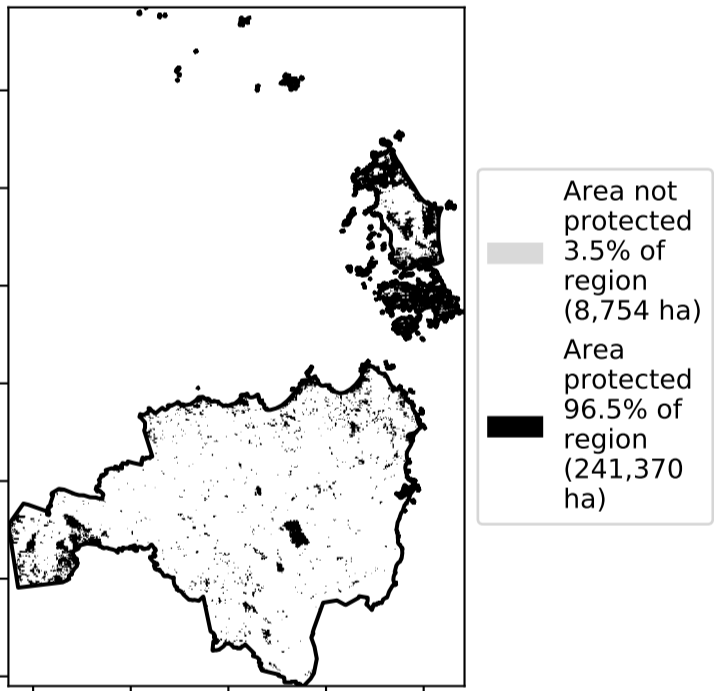 Area not
protected
3.5% of
region
(8,754 ha)
Area
protected
96.5% of
region
(241,370
ha)